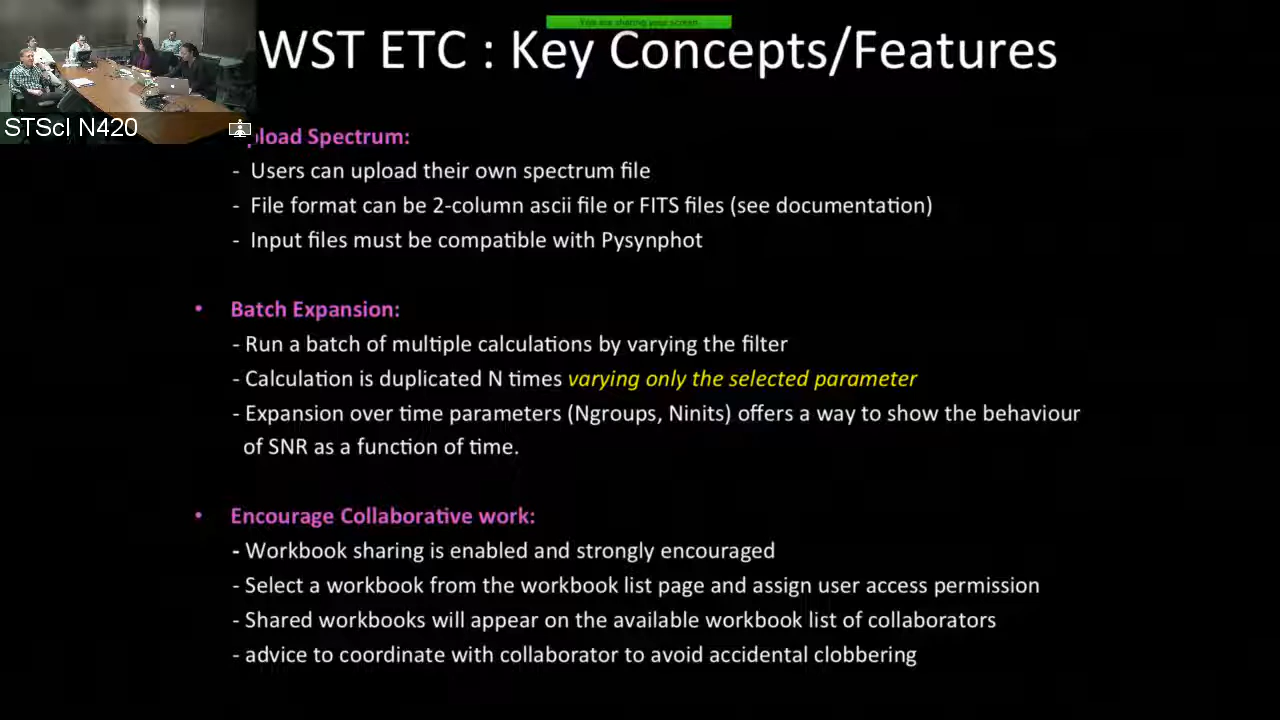 You are sharing your screen
WST ETC : Key Concepts/Features
STScI N420
pload Spectrum:
- Users can upload their own spectrum file
- File format can be 2-column ascii file or FITS files (see documentation)
- Input files must be compatible with Pysynphot
• Batch Expansion:
- Run a batch of multiple calculations by varying the filter
- Calculation is duplicated N times varying only the selected parameter
- Expansion over time parameters (Ngroups, Ninits) offers a way to show the behaviour
of SNR as a function of time.
• Encourage Collaborative work:
- Workbook sharing is enabled and strongly encouraged
- Select a workbook from the workbook list page and assign user access permission
- Shared workbooks will appear on the available workbook list of collaborators
- advice to coordinate with collaborator to avoid accidental clobbering